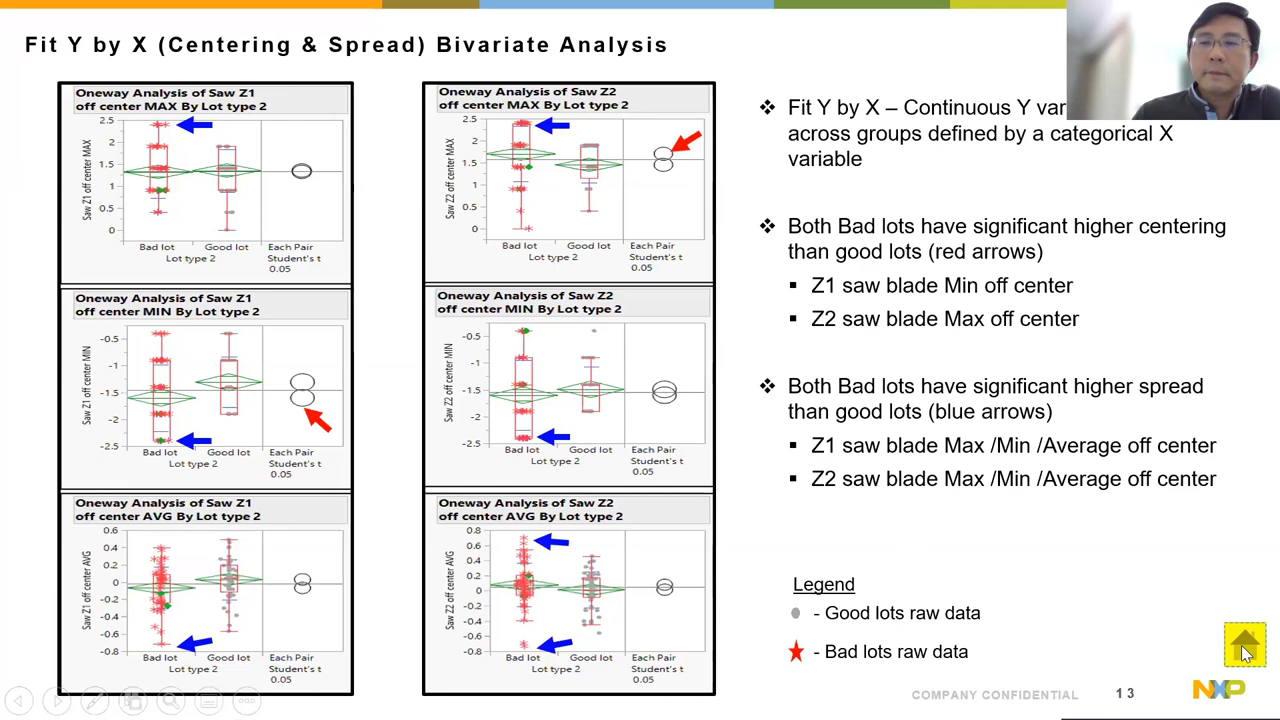 Fit Y by X (Centering & Spread) Bivariate Analysis
Oneway Analysis of Saw Z1
off center MAX By Lot type 2
Saw Z1 off center MAX
2.5
2
1.5
1
0.5
0
Bad lot
Good lot
Each Pair
Student's t
0.05
Lot type 2
Oneway Analysis of Saw Z2
off center MAX By Lot type 2
Saw Z2 off center MAX
2.5
2
1.5
1
0.5
0
Bad lot
Good lot
Each Pair
Student's t
0.05
Lot type 2
Oneway Analysis of Saw Z1
off center MIN By Lot type 2
Saw Z1 off center MIN
-0.5
-1
-1.5
-2
-2.5
Bad lot
Good lot
Each Pair
Student's t
0.05
Lot type 2
Oneway Analysis of Saw Z2
off center MIN By Lot type 2
Saw Z2 off center MIN
-0.5
-1
-1.5
-2
-2.5
Bad lot
Good lot
Each Pair
Student's t
0.05
Lot type 2
Oneway Analysis of Saw Z1
off center AVG By Lot type 2
Saw Z1 off center AVG
0.6
0.4
0.2
0
-0.2
-0.4
-0.6
-0.8
Bad lot
Good lot
Each Pair
Student's t
0.05
Lot type 2
Oneway Analysis of Saw Z2
off center AVG By Lot type 2
Saw Z2 off center AVG
0.8
0.6
0.4
0.2
0
-0.2
-0.4
-0.6
-0.8
Bad lot
Good lot
Each Pair
Student's t
0.05
Lot type 2
Fit Y by X – Continuous Y
across groups defined by a categorical X
variable
Both Bad lots have significant higher centering
than good lots (red arrows)
Z1 saw blade Min off center
Z2 saw blade Max off center
Both Bad lots have significant higher spread
than good lots (blue arrows)
Z1 saw blade Max /Min /Average off center
Z2 saw blade Max /Min /Average off center
Legend
- Good lots raw data
- Bad lots raw data
COMPANY CONFIDENTIAL
13
NXP